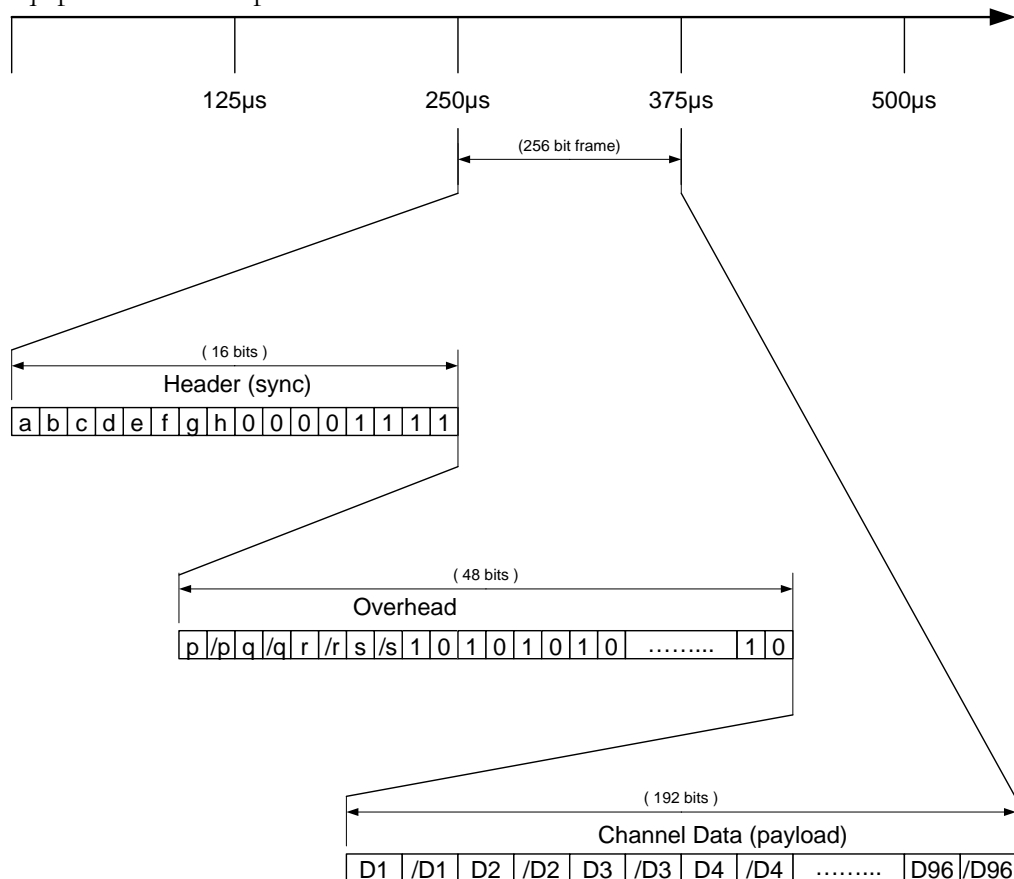 125µs 250µs 375µs 500µs
(256 bit frame)
( 16 bits )
Header (sync)
a b c d e f g h 0 0 0 0 1 1 1 1
( 48 bits )
Overhead
p /p q /q r /r s /s 1 0 1 0 1 0 1 0 ........ 1 0
( 192 bits )
Channel Data (payload)
D1 /D1 D2 /D2 D3 /D3 D4 /D4 ........ D96 /D96